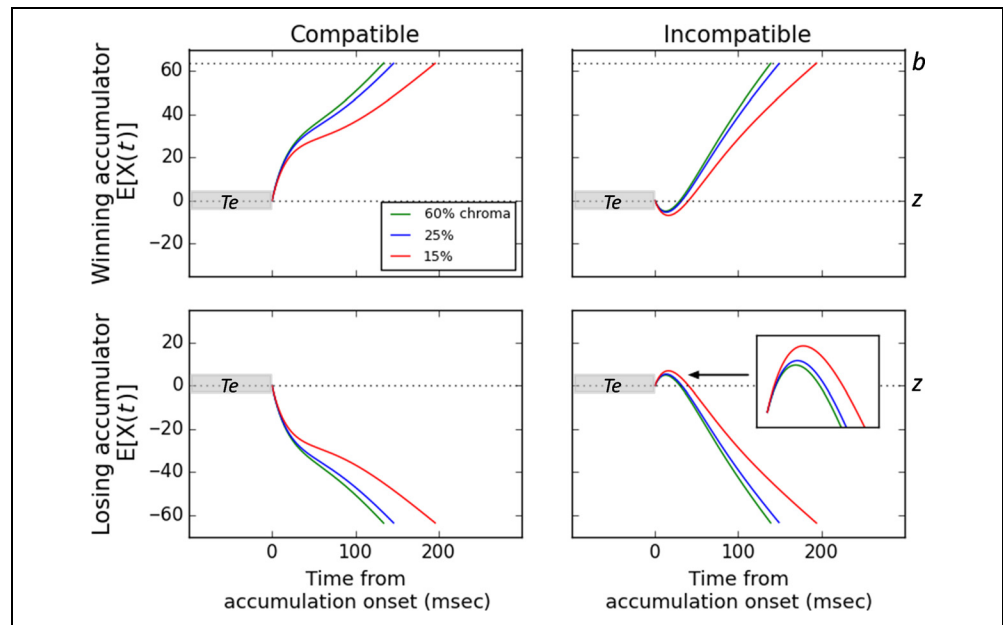 Compatible
Incompatible
Winning accumulator
E[X(t)]
60
40
20
0
−20
Te
60% chroma
25%
15%
Te
b
z
Losing accumulator
E[X(t)]
20
0
−20
−40
−60
Te
0
100
200
Time from
accumulation onset (msec)
Te
z
0
100
200
Time from
accumulation onset (msec)